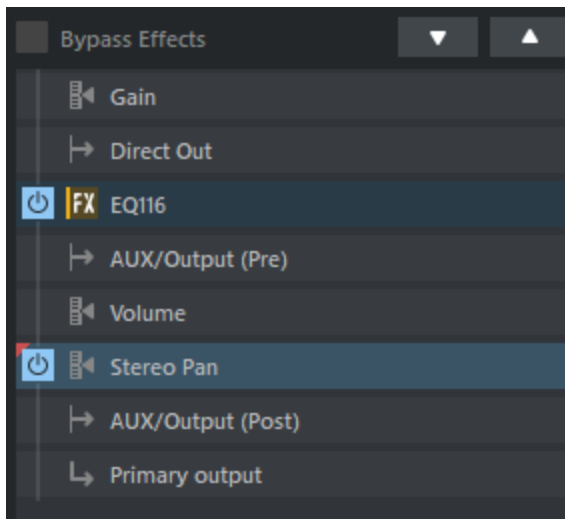 Bypass Effects
Gain
Direct Out
FX EQ116
AUX/Output (Pre)
Volume
Stereo Pan
AUX/Output (Post)
Primary output